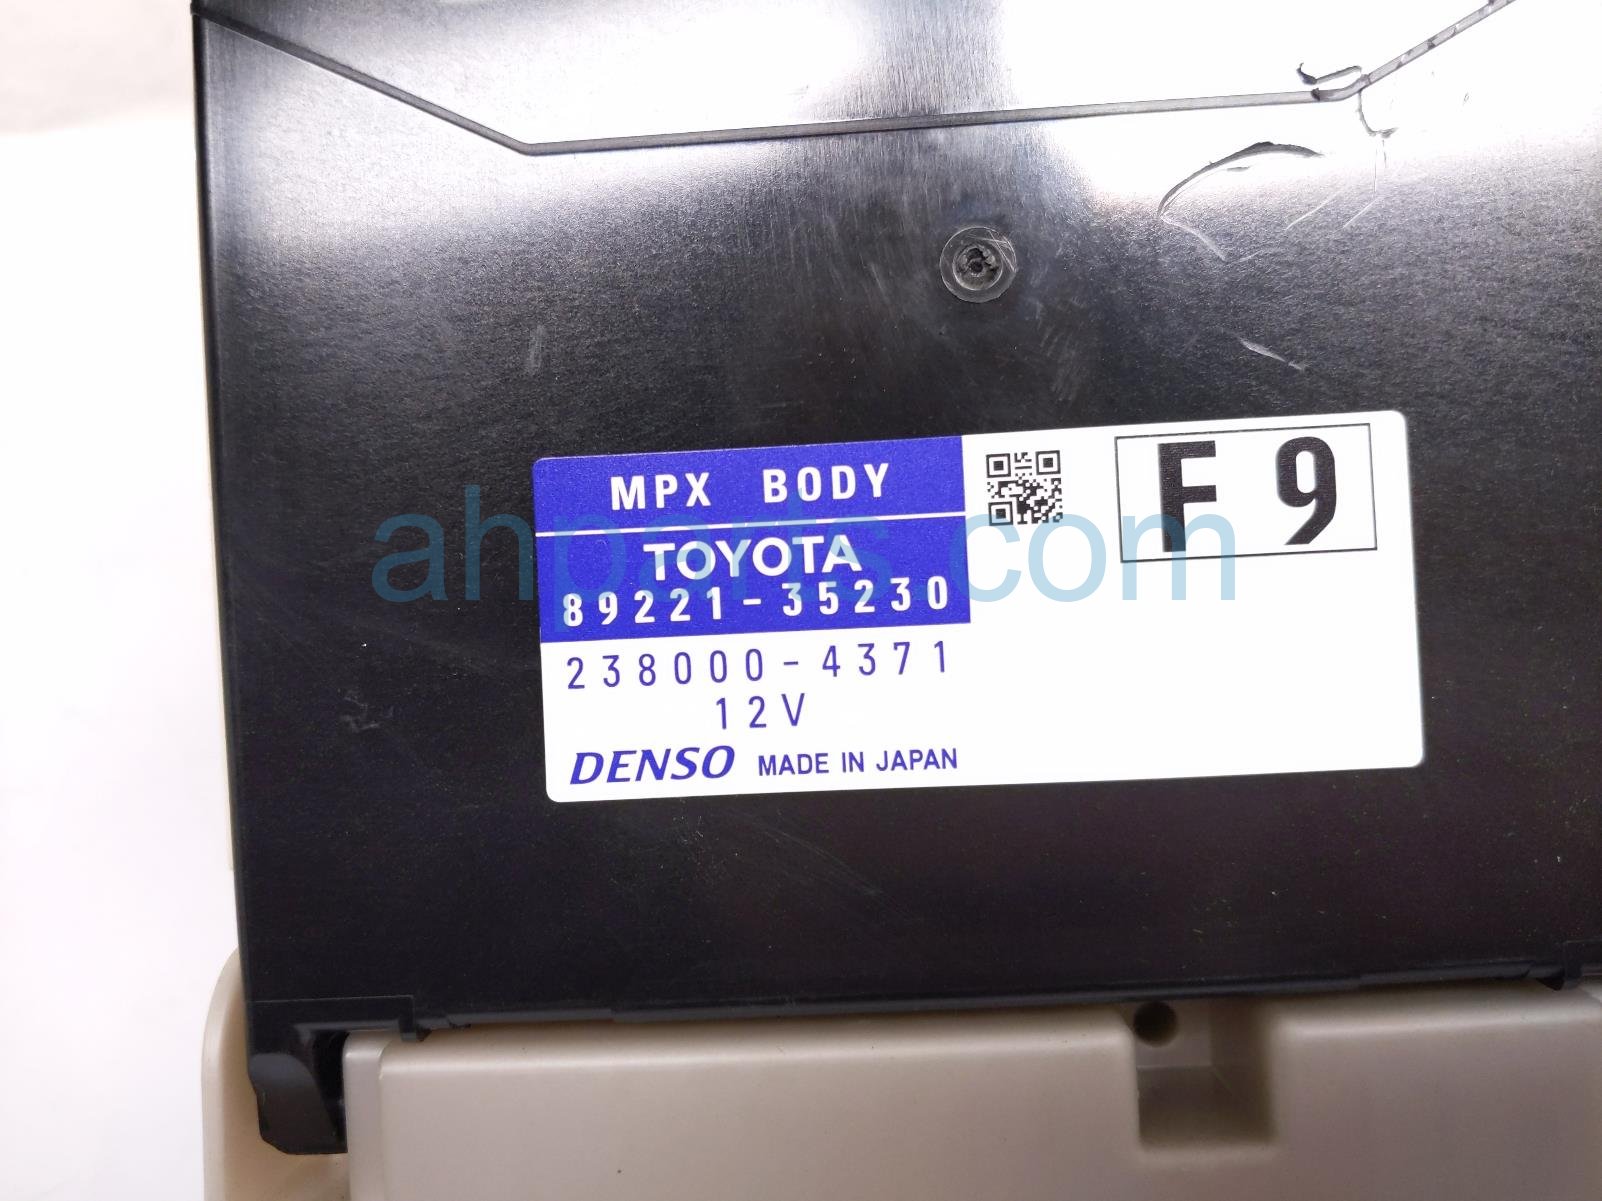 MPX BODY
TOYOTA
89221-35230
238000-4371
12V
DENSO MADE IN JAPAN
F9
ahparts.com